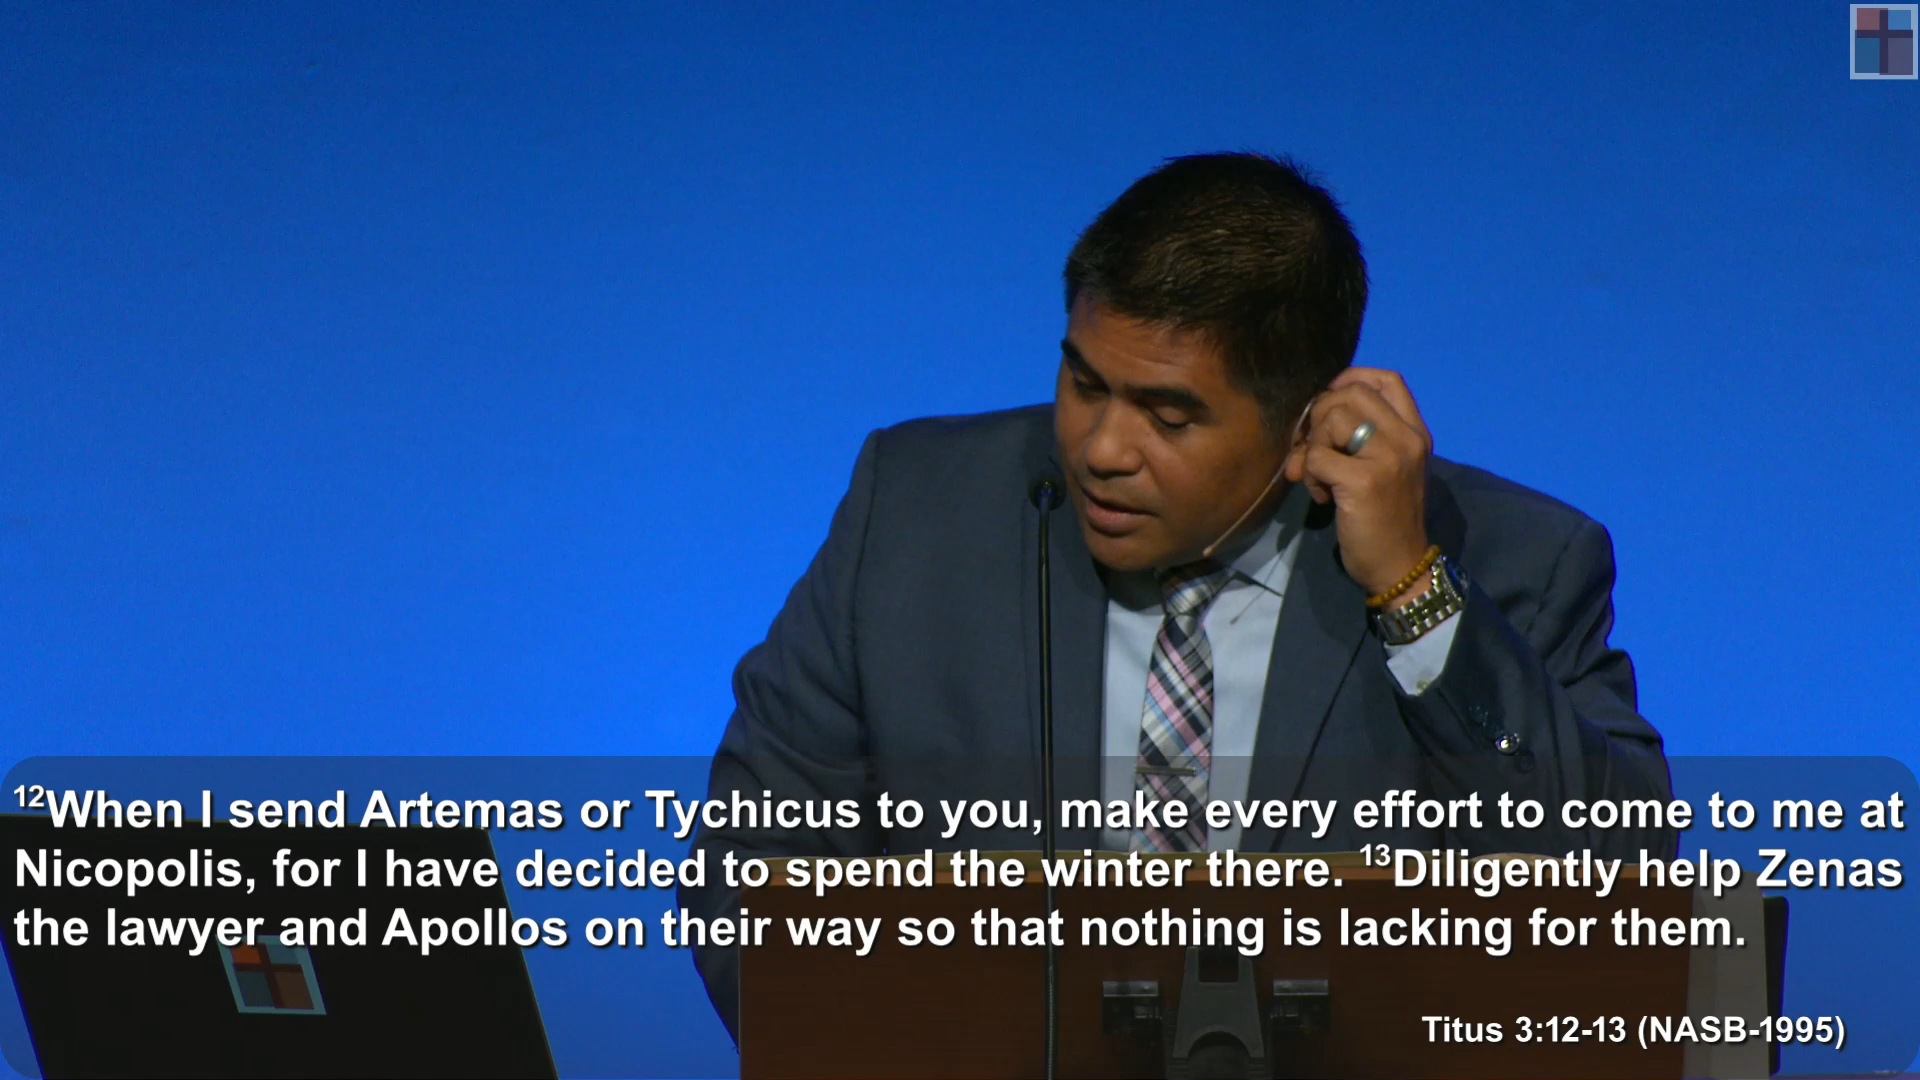 ¹²When I send Artemas or Tychicus to you, make every effort to come to me at
Nicopolis, for I have decided to spend the winter there. ¹³Diligently help Zenas
the lawyer and Apollos on their way so that nothing is lacking for them.
Titus 3:12-13 (NASB-1995)